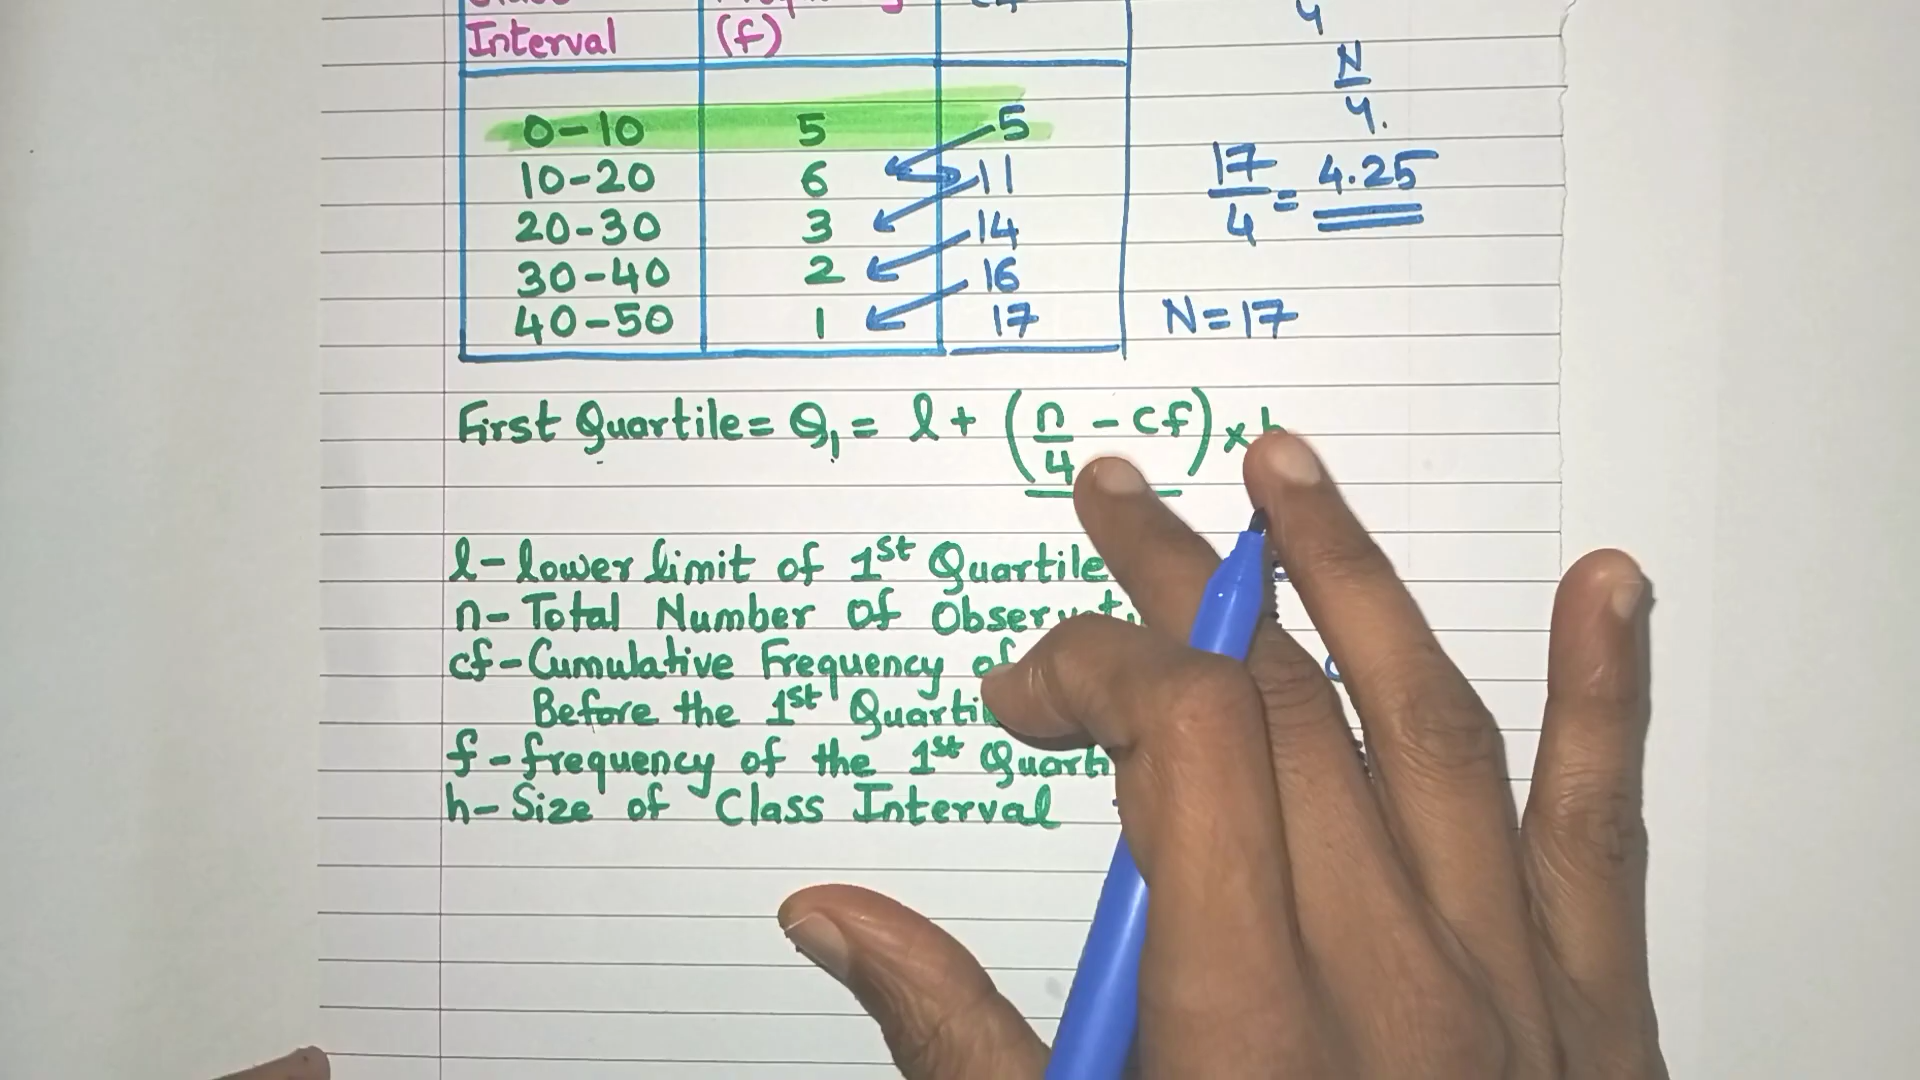 Interval (f)
N
4.
0-10 5 5
10-20 6 11
17/4 = 4.25
20-30 3 14
30-40 2 16
40-50 1 17 N=17
First Quartile = Q1 = l + (n/4 - cf) ×
l - lower limit of 1st Quartile
n - Total Number of
cf - Cumulative Frequency of
Before the 1st
f - frequency of the 1st
h - Size of Class Interval